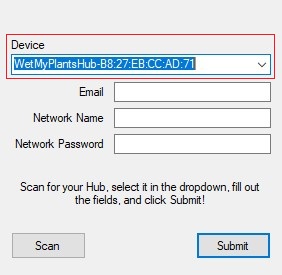 Device
WetMyPlantsHub-B8:27:EB:CC:AD:71
Email
Network Name
Network Password
Scan for your Hub, select it in the dropdown, fill out
the fields, and click Submit!
Scan Submit